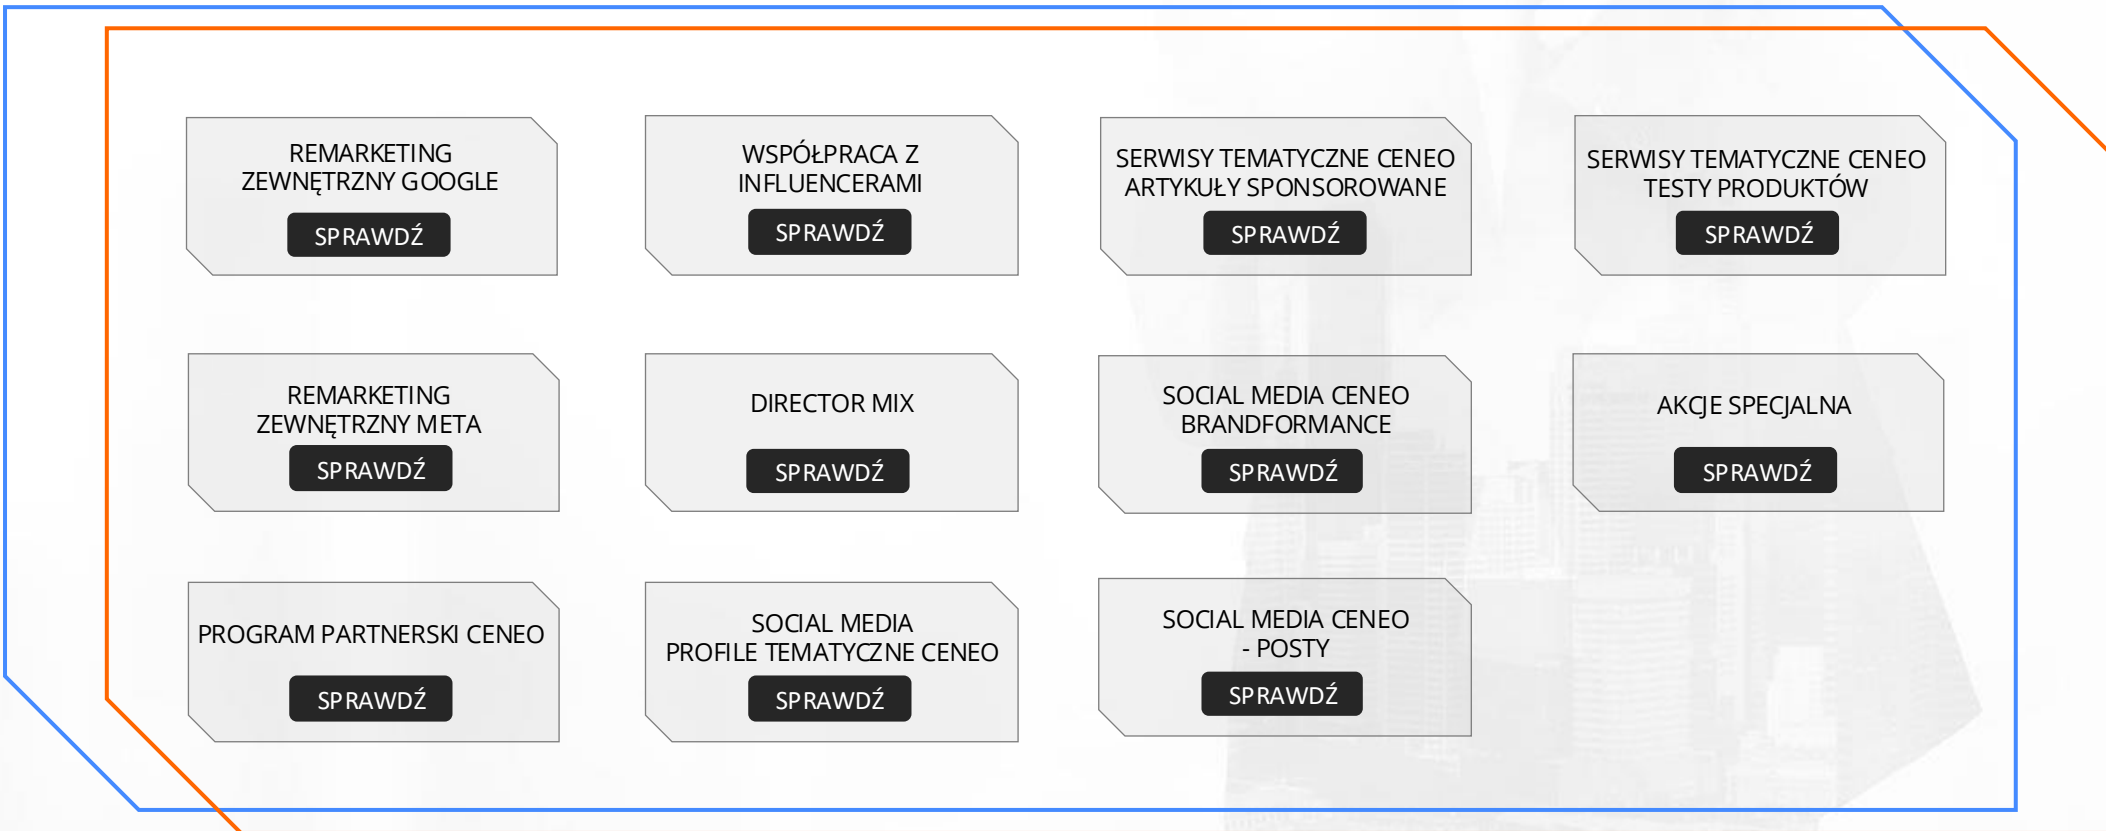 REMARKETING
ZEWNĘTRZNY GOOGLE
SPRAWDŹ
WSPÓŁPRACA Z
INFLUENCERAMI
SPRAWDŹ
SERWISY TEMATYCZNE CENEO
ARTYKUŁY SPONSOROWANE
SPRAWDŹ
SERWISY TEMATYCZNE CENEO
TESTY PRODUKTÓW
SPRAWDŹ
REMARKETING
ZEWNĘTRZNY META
SPRAWDŹ
DIRECTOR MIX
SPRAWDŹ
SOCIAL MEDIA CENEO
BRANDFORMANCE
SPRAWDŹ
AKCJE SPECJALNA
SPRAWDŹ
PROGRAM PARTNERSKI CENEO
SPRAWDŹ
SOCIAL MEDIA
PROFILE TEMATYCZNE CENEO
SPRAWDŹ
SOCIAL MEDIA CENEO
- POSTY
SPRAWDŹ